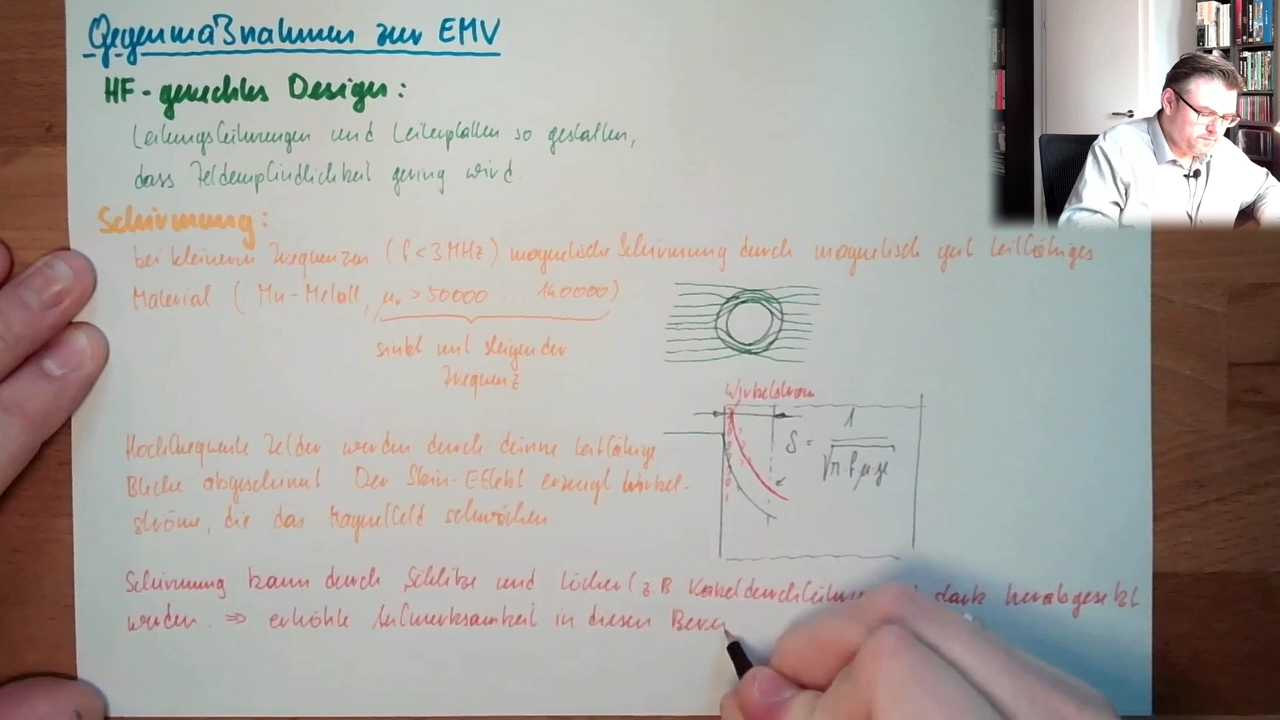 Gegenmaßnahmen zur EMV
HF-gerechtes Design:
Leitungsführungen und Leiterplatten so gestalten,
dass Feldempfindlichkeit gering wird.
Schirmung:
bei kleineren Frequenzen (f < 3 MHz) magnetische Schirmung durch magnetisch gut leitfähiges
Material (Mu-Metall, μr > 50000 ... 140000)
sinkt mit steigender
Frequenz
Wirbelstrom
δ = 1 / √(π f μ ϰ)
Hochfrequente Felder werden durch dünne leitfähige
Bleche abgeschirmt. Der Skin-Effekt erzeugt Wirbel-
ströme, die das Magnetfeld schwächen.
Schirmung kann durch Schlitze und Löcher (z.B. stark herabgesetzt
werden. ⇒ erhöhte Aufmerksamkeit in diesen